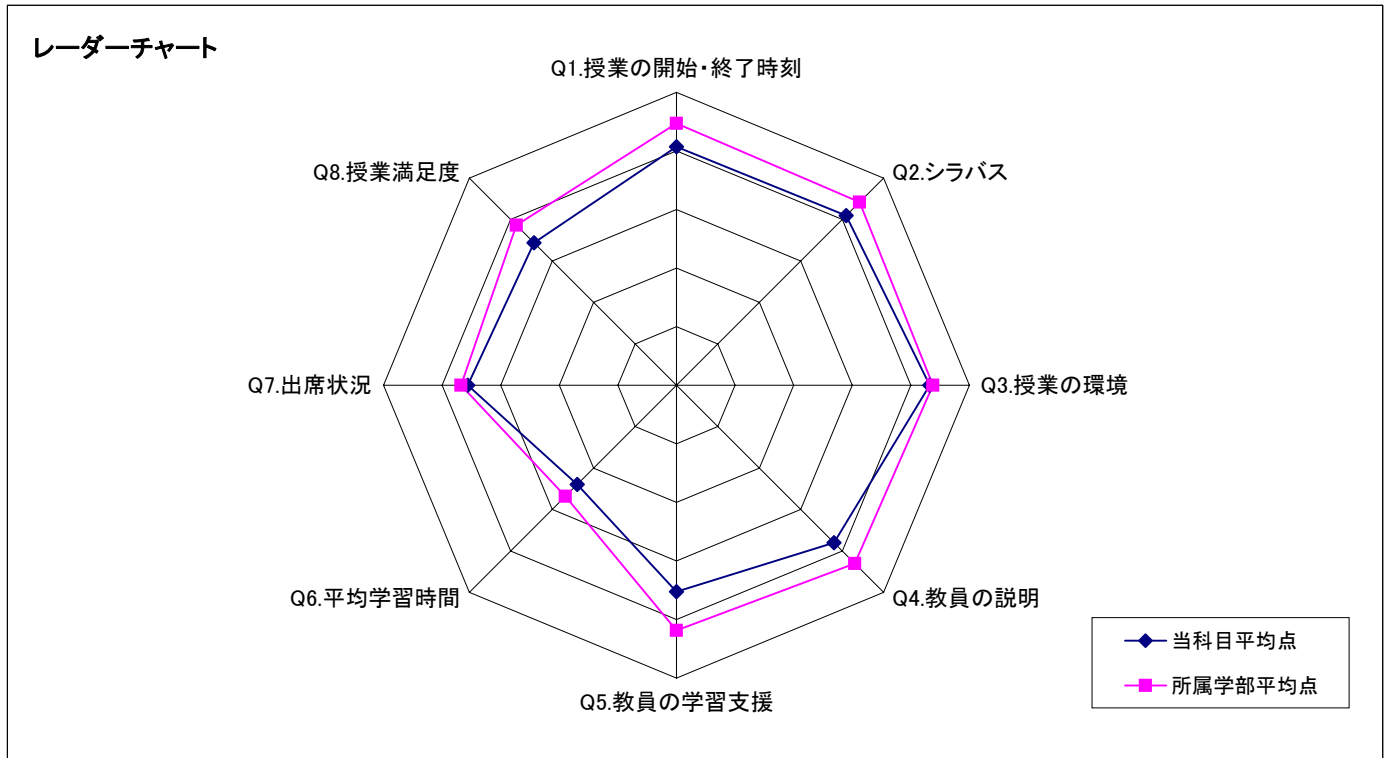 レーダーチャート
Q1.授業の開始・終了時刻
Q8.授業満足度
Q2.シラバス
Q7.出席状況
Q3.授業の環境
Q6.平均学習時間
Q4.教員の説明
Q5.教員の学習支援
当科目平均点
所属学部平均点